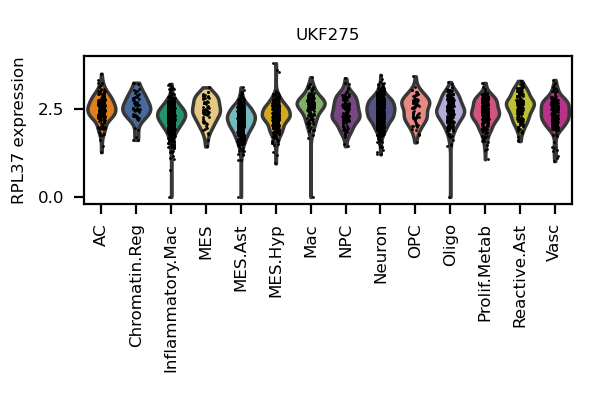 UKF275
RPL37 expression
2.5
0.0
AC
Chromatin.Reg
Inflammatory.Mac
MES
MES.Ast
MES.Hyp
Mac
NPC
Neuron
OPC
Oligo
Prolif.Metab
Reactive.Ast
Vasc